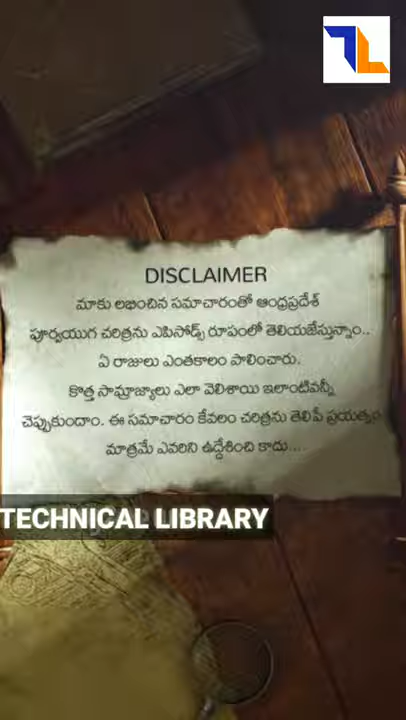 TL
DISCLAIMER
మాకు లభించిన సమాచారంతో ఆంధ్రప్రదేశ్
పూర్వయుగ చరిత్రను ఎపిసోడ్స్ రూపంలో తెలియజేస్తున్నాం..
ఏ రాజులు ఎంతకాలం పాలించారు.
కొత్త సామ్రాజ్యాలు ఎలా వెలిశాయి ఇలాంటివన్నీ
చెప్పుకుందాం. ఈ సమాచారం కేవలం చరిత్రను తెలిపే ప్రయత్నం
మాత్రమే ఎవరిని ఉద్దేశించి కాదు....
TECHNICAL LIBRARY